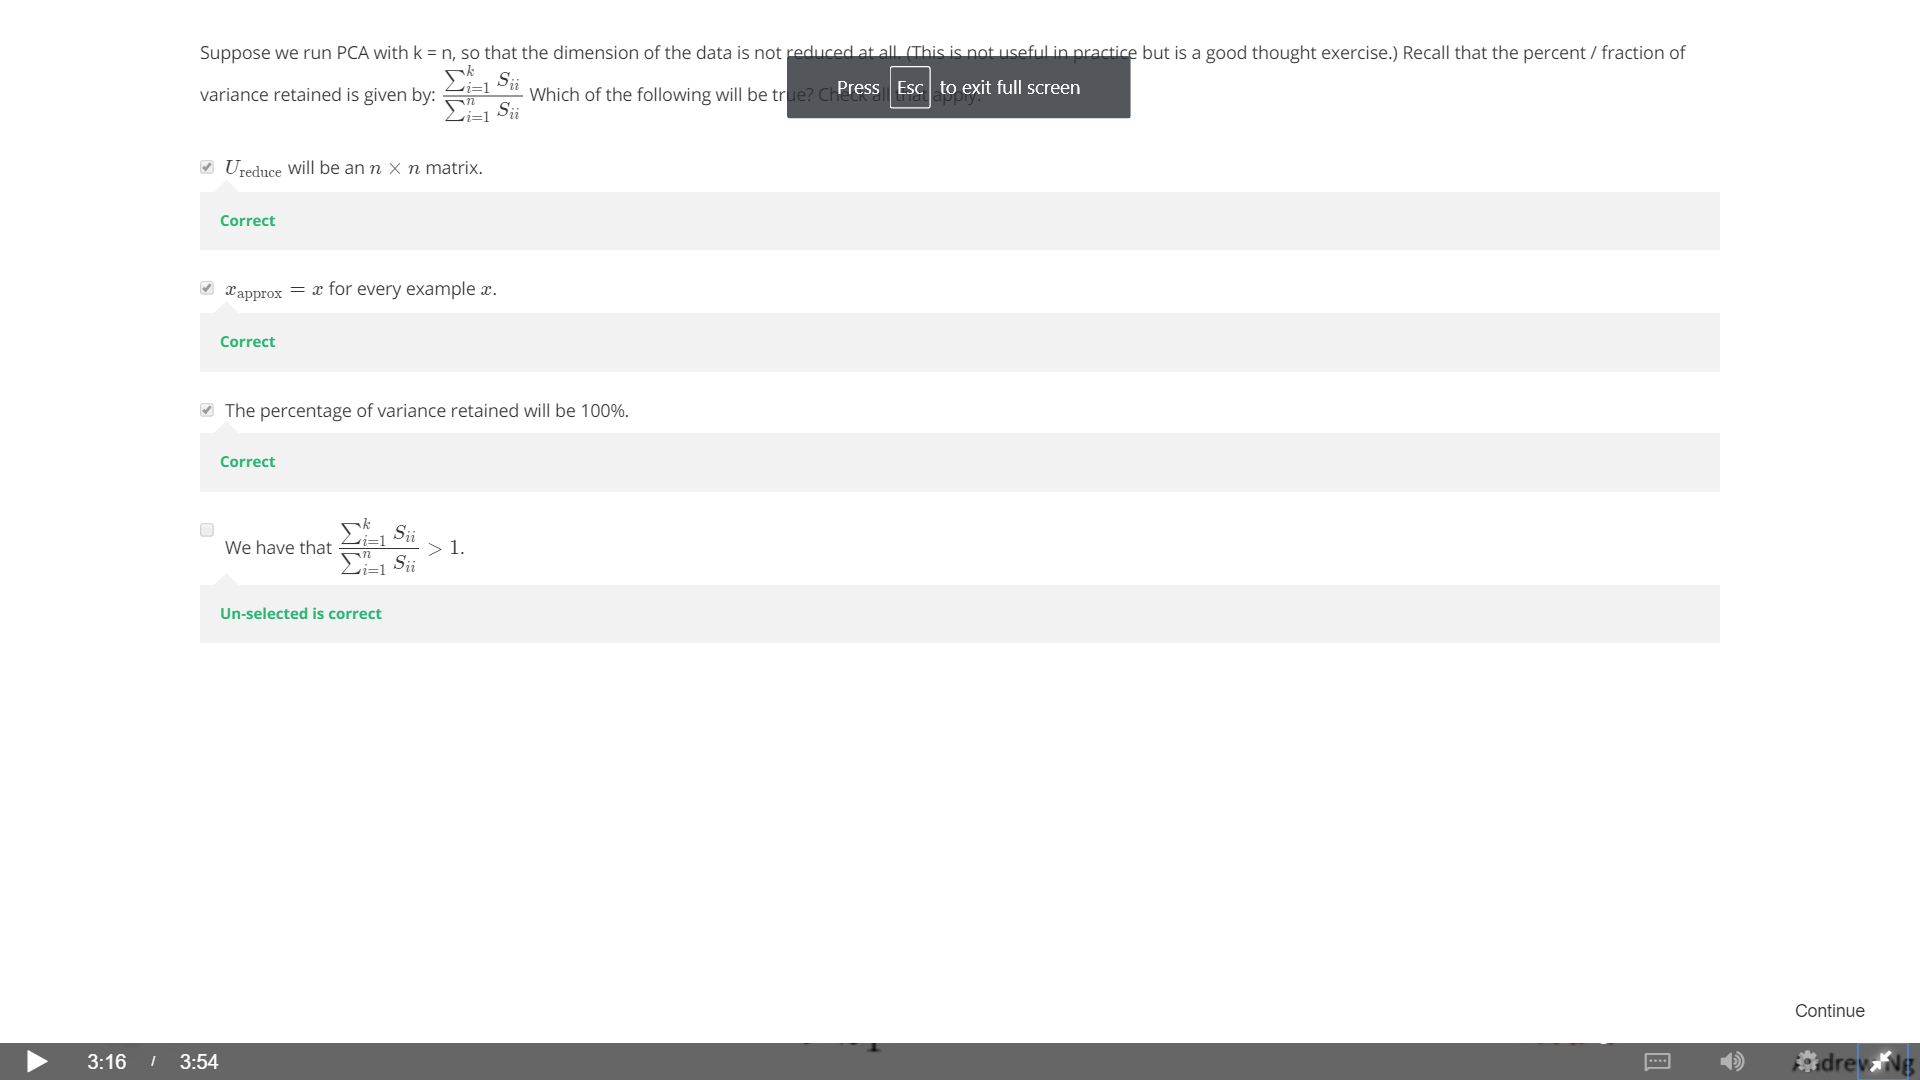 Suppose we run PCA with k = n, so that the dimension of the data is not reduced at all. (This is not useful in practice but is a good thought exercise.) Recall that the percent / fraction of
variance retained is given by: $\frac{\sum_{i=1}^{k} S_{ii}}{\sum_{i=1}^{n} S_{ii}}$ Which of the following will be true? Check all that apply.
Press Esc to exit full screen
$U_{\text{reduce}}$ will be an $n \times n$ matrix.
Correct
$x_{\text{approx}} = x$ for every example $x$.
Correct
The percentage of variance retained will be 100%.
Correct
We have that $\frac{\sum_{i=1}^{k} S_{ii}}{\sum_{i=1}^{n} S_{ii}} > 1$.
Un-selected is correct
Continue
3:16 / 3:54
Andrew Ng